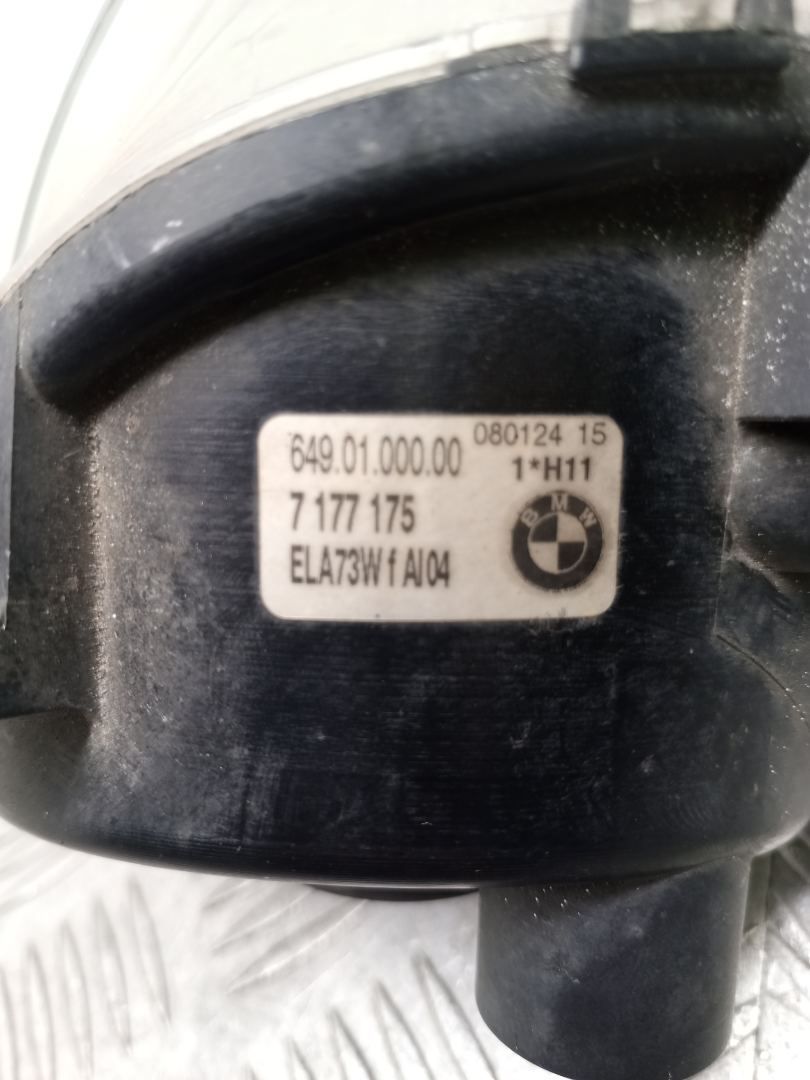 649.01.000.00 080124 15
1*H11
7 177 175
ELA73W f AI04
BMW